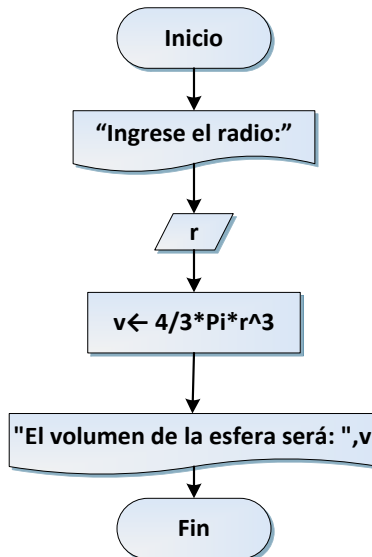 Inicio
“Ingrese el radio:”
r
v← 4/3*Pi*r^3
"El volumen de la esfera será: ",v
Fin